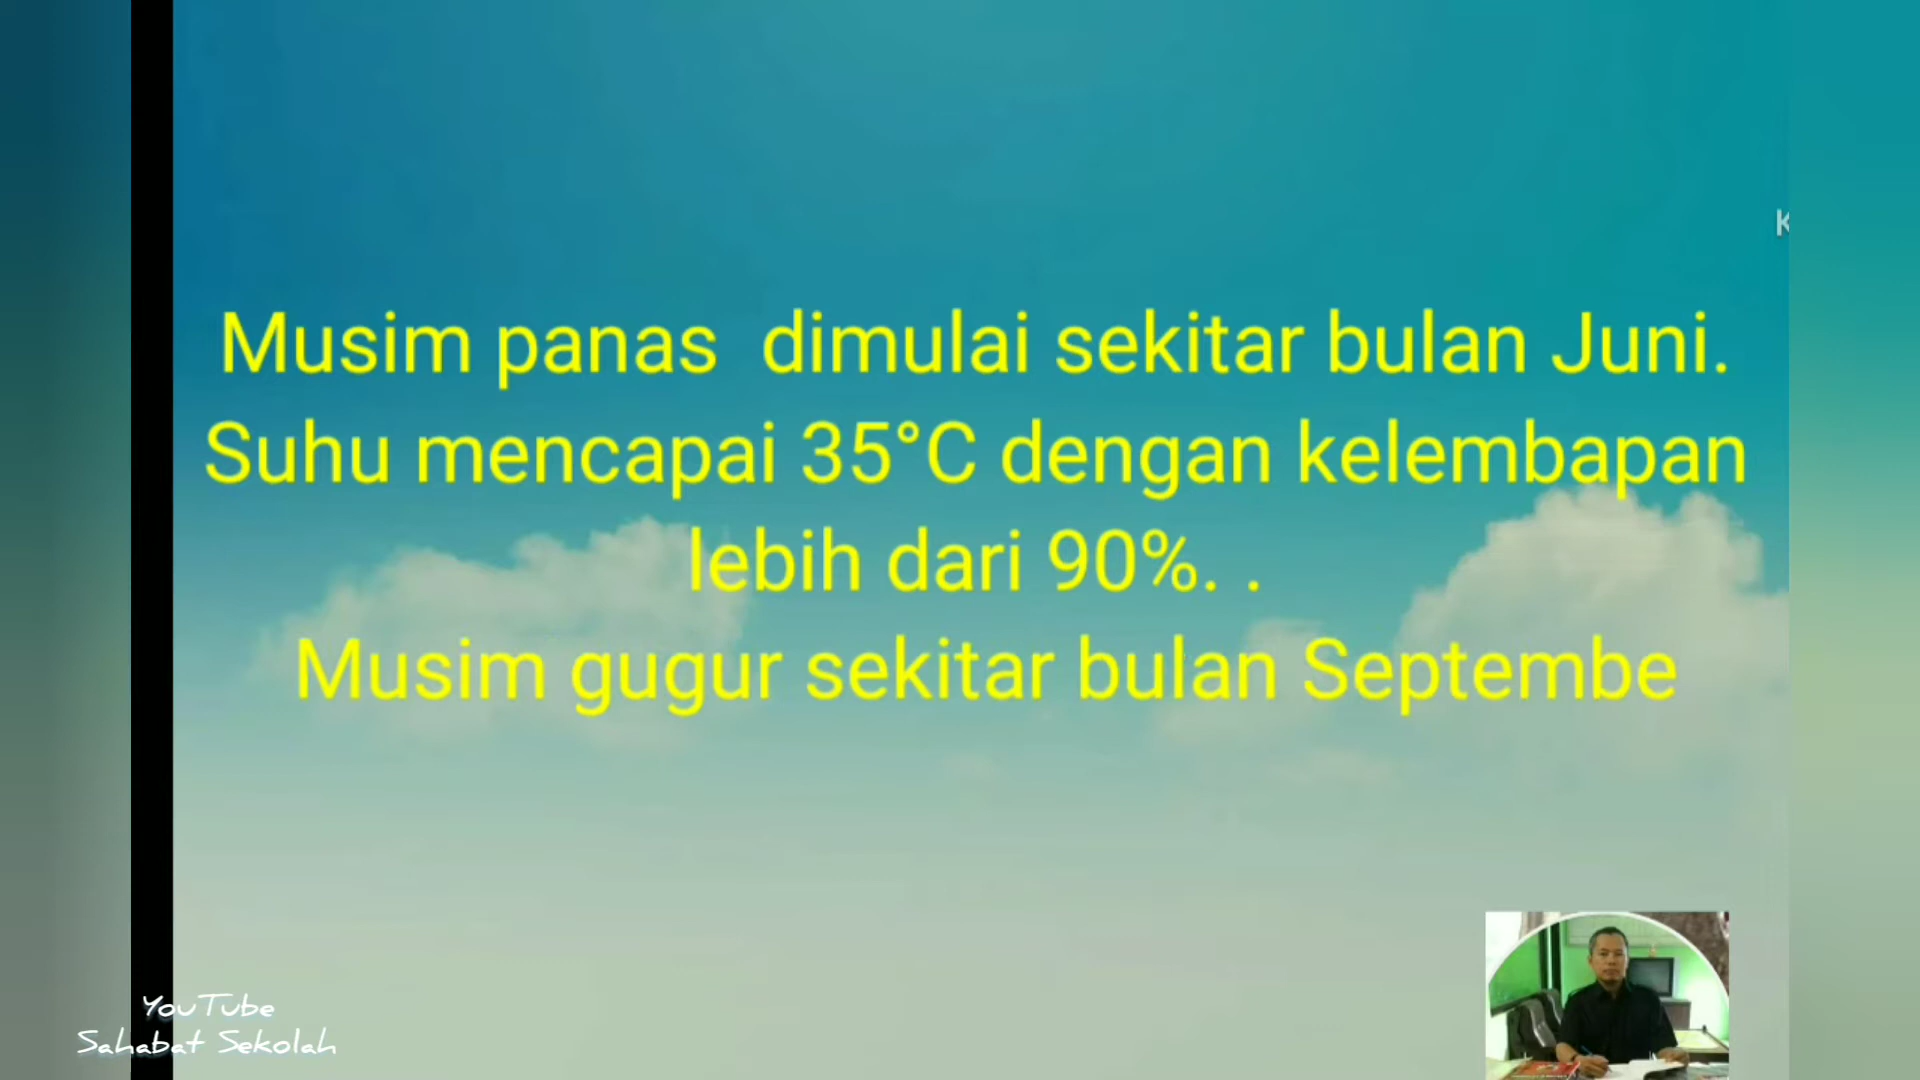 K
Musim panas  dimulai sekitar bulan Juni.
Suhu mencapai 35°C dengan kelembapan
lebih dari 90%. .
Musim gugur sekitar bulan Septembe
YouTube
Sahabat Sekolah